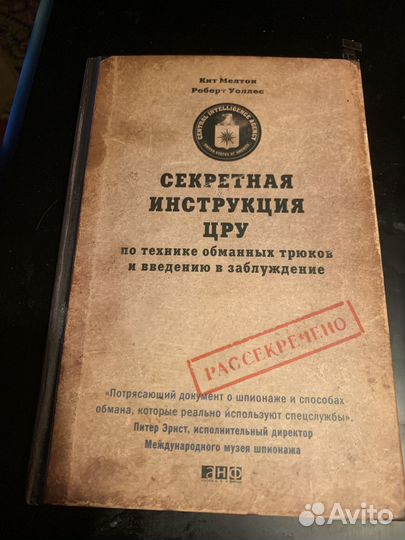 Кит Мелтон
Роберт Уоллес
CENTRAL INTELLIGENCE AGENCY
UNITED STATES OF AMERICA
СЕКРЕТНАЯ
ИНСТРУКЦИЯ
ЦРУ
по технике обманных трюков
и введению в заблуждение
РАССЕКРЕЧЕНО
«Потрясающий документ о шпионаже и способах
обмана, которые реально используют спецслужбы».
Питер Эрнст, исполнительный директор
Международного музея шпионажа
анф
Avito